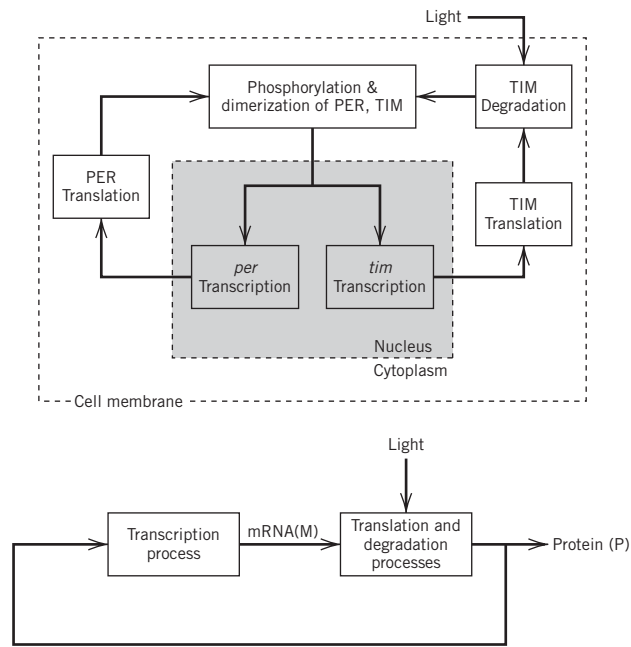 Light
Phosphorylation &
dimerization of PER, TIM
TIM
Degradation
PER
Translation
TIM
Translation
per
Transcription
tim
Transcription
Nucleus
Cytoplasm
Cell membrane
Light
Transcription
process
mRNA(M)
Translation and
degradation
processes
Protein (P)